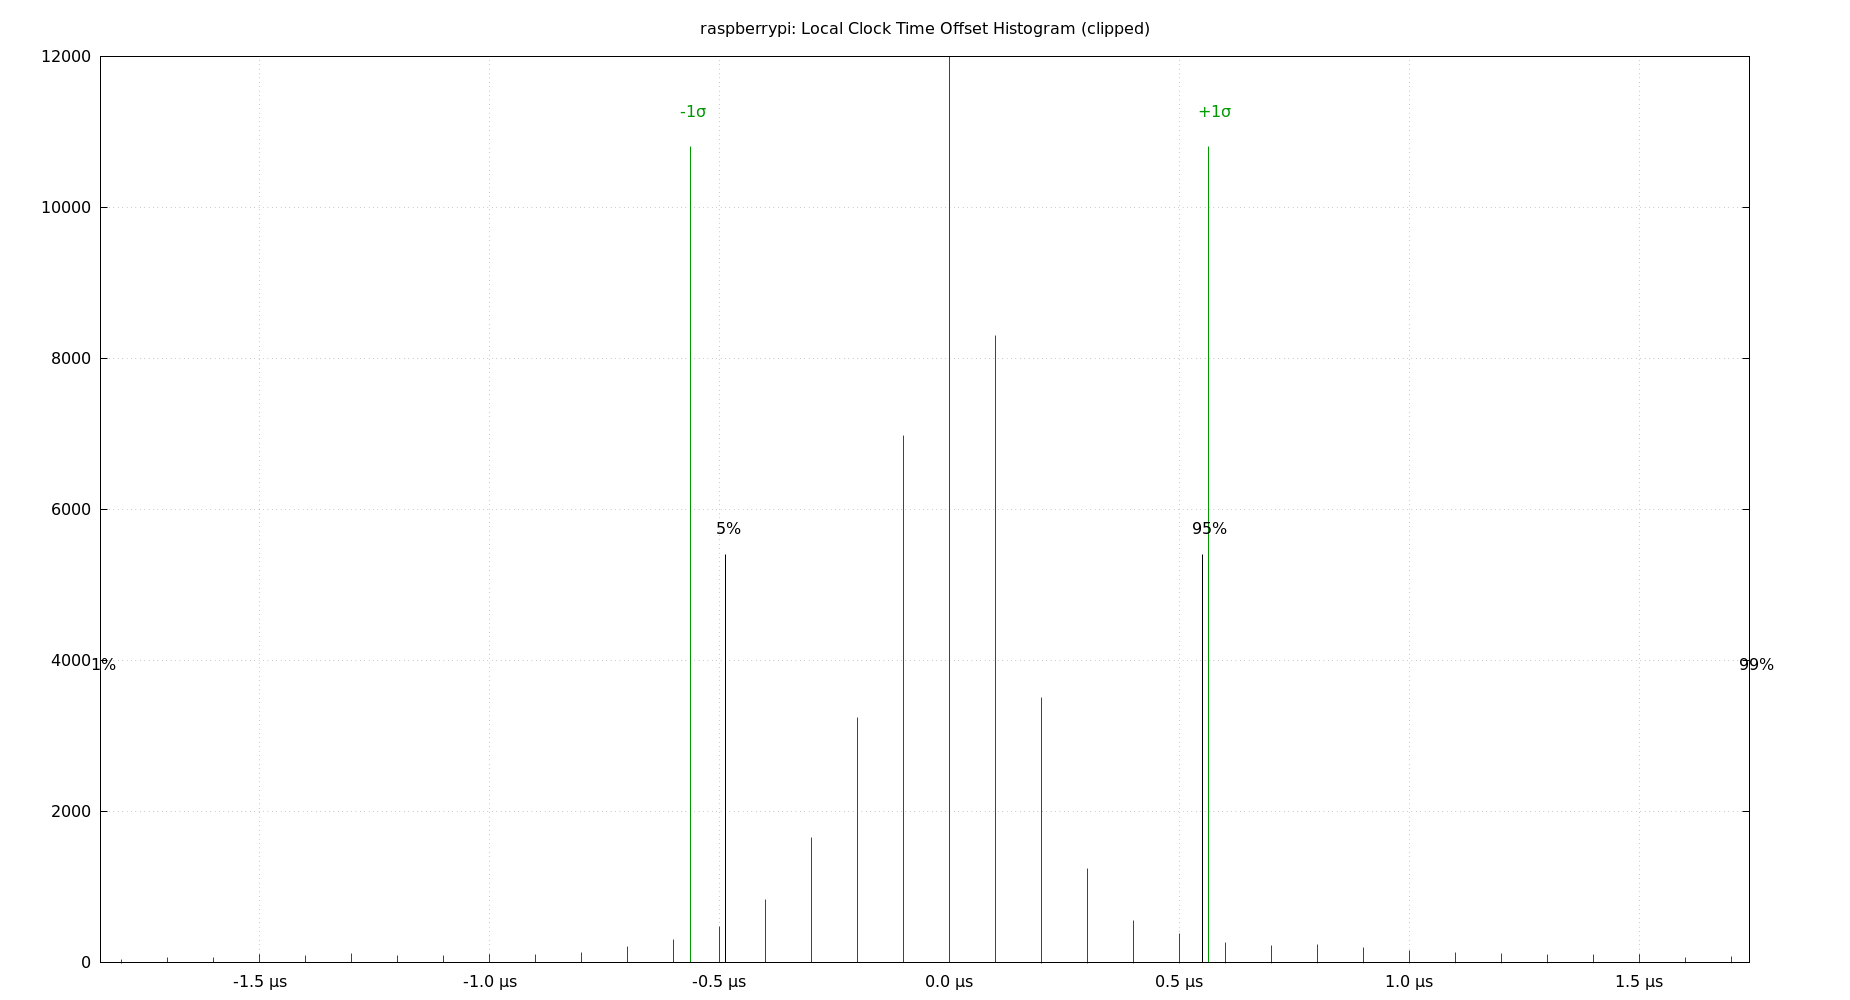 raspberrypi: Local Clock Time Offset Histogram (clipped)
12000
-1σ
+1σ
10000
8000
6000
5%
95%
4000
1%
99%
2000
0
-1.5 µs
-1.0 µs
-0.5 µs
0.0 µs
0.5 µs
1.0 µs
1.5 µs